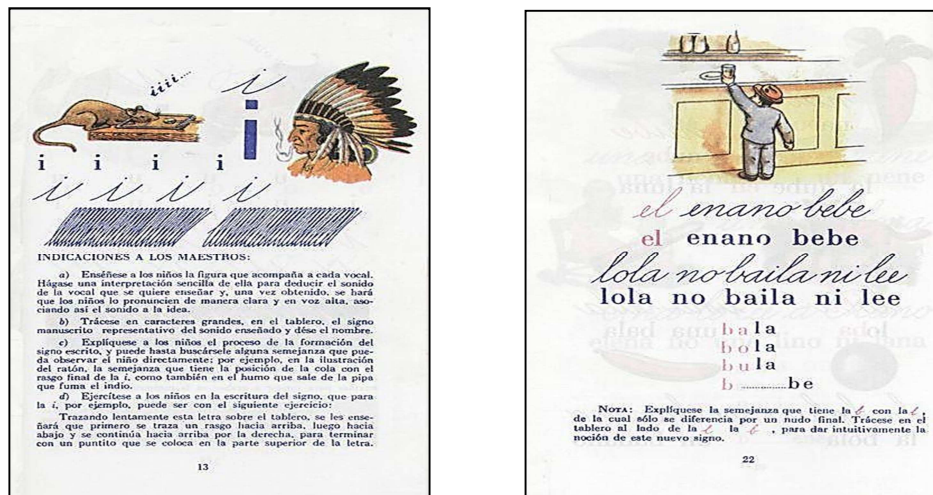 iiii...
i
i
i i i i
i i i i i
INDICACIONES A LOS MAESTROS:
a) Enséñese a los niños la figura que acompaña a cada vocal.
Hágase una interpretación sencilla de ella para deducir el sonido
de la vocal que se quiere enseñar y, una vez obtenido, se hará
que los niños lo pronuncien de manera clara y en voz alta, aso-
ciando así el sonido a la idea.
b) Trácese en caracteres grandes, en el tablero, el signo
manuscrito representativo del sonido enseñado y dése el nombre.
c) Explíquese a los niños el proceso de la formación del
signo escrito, y puede hasta buscársele alguna semejanza que pue-
da observar el niño directamente; por ejemplo, en la ilustración
del ratón, la semejanza que tiene la posición de la cola con el
rasgo final de la i, como también en el humo que sale de la pipa
que fuma el indio.
d) Ejercítese a los niños en la escritura del signo, que para
la i, por ejemplo, puede ser con el siguiente ejercicio:
Trazando lentamente esta letra sobre el tablero, se les ense-
ñará que primero se traza un rasgo hacia arriba, luego hacia
abajo y se continúa hacia arriba por la derecha, para terminar
con un puntito que se coloca en la parte superior de la letra.
13
el enano bebe
el enano bebe
lola no baila ni lee
lola no baila ni lee
bala
bola
bula
b............be
NOTA: Explíquese la semejanza que tiene la b con la l,
de la cual sólo se diferencia por un nudo final. Trácese en el
tablero al lado de la l la b, para dar intuitivamente la
noción de este nuevo signo.
22